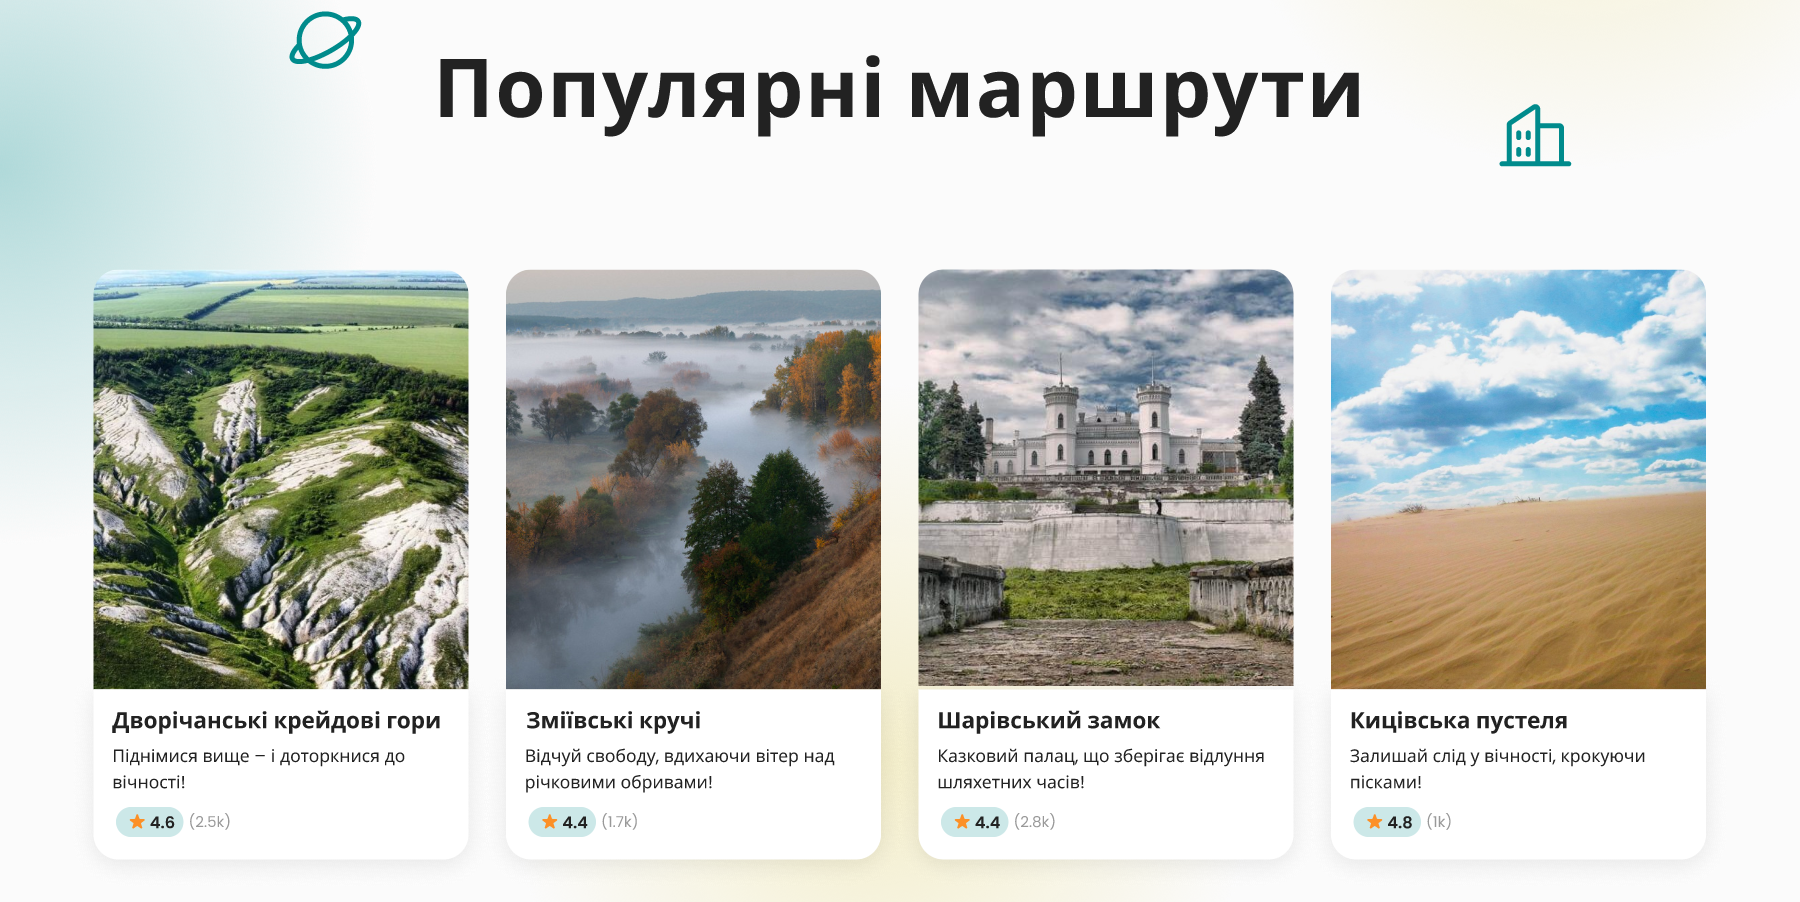 Популярні маршрути
Дворічанські крейдові гори
Піднімися вище – і доторкнися до
вічності!
4.6 (2.5k)
Зміївські кручі
Відчуй свободу, вдихаючи вітер над
річковими обривами!
4.4 (1.7k)
Шарівський замок
Казковий палац, що зберігає відлуння
шляхетних часів!
4.4 (2.8k)
Кицівська пустеля
Залишай слід у вічності, крокуючи
пісками!
4.8 (1k)